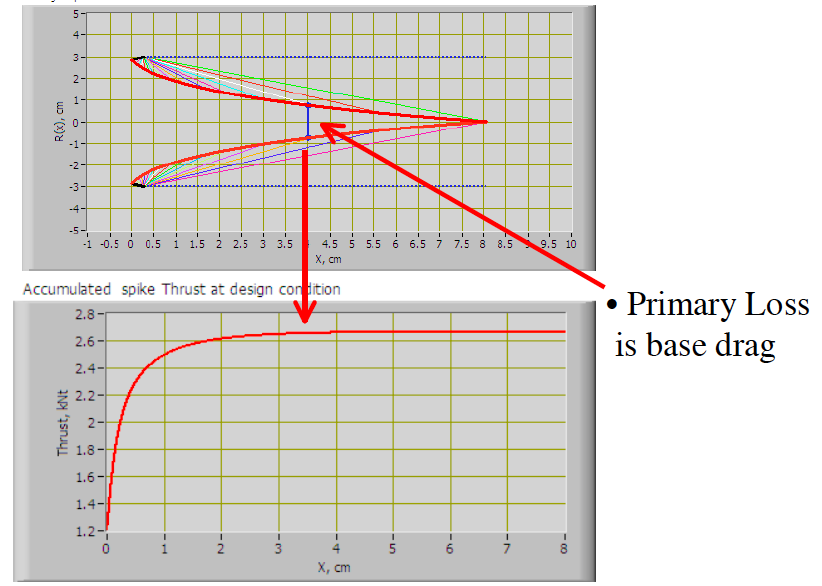 5
4
3
2
1
0
-1
-2
-3
-4
-5
R(x), cm
-1 -0.5 0 0.5 1 1.5 2 2.5 3 3.5 4.5 5 5.5 6 6.5 7 7.5 8 8.5 9.5 10
X, cm
• Primary Loss
is base drag
Accumulated spike Thrust at design condition
2.8
2.6
2.4
2.2
2
1.8
1.6
1.4
1.2
Thrust, kNt
0 1 2 3 4 5 6 7 8
X, cm